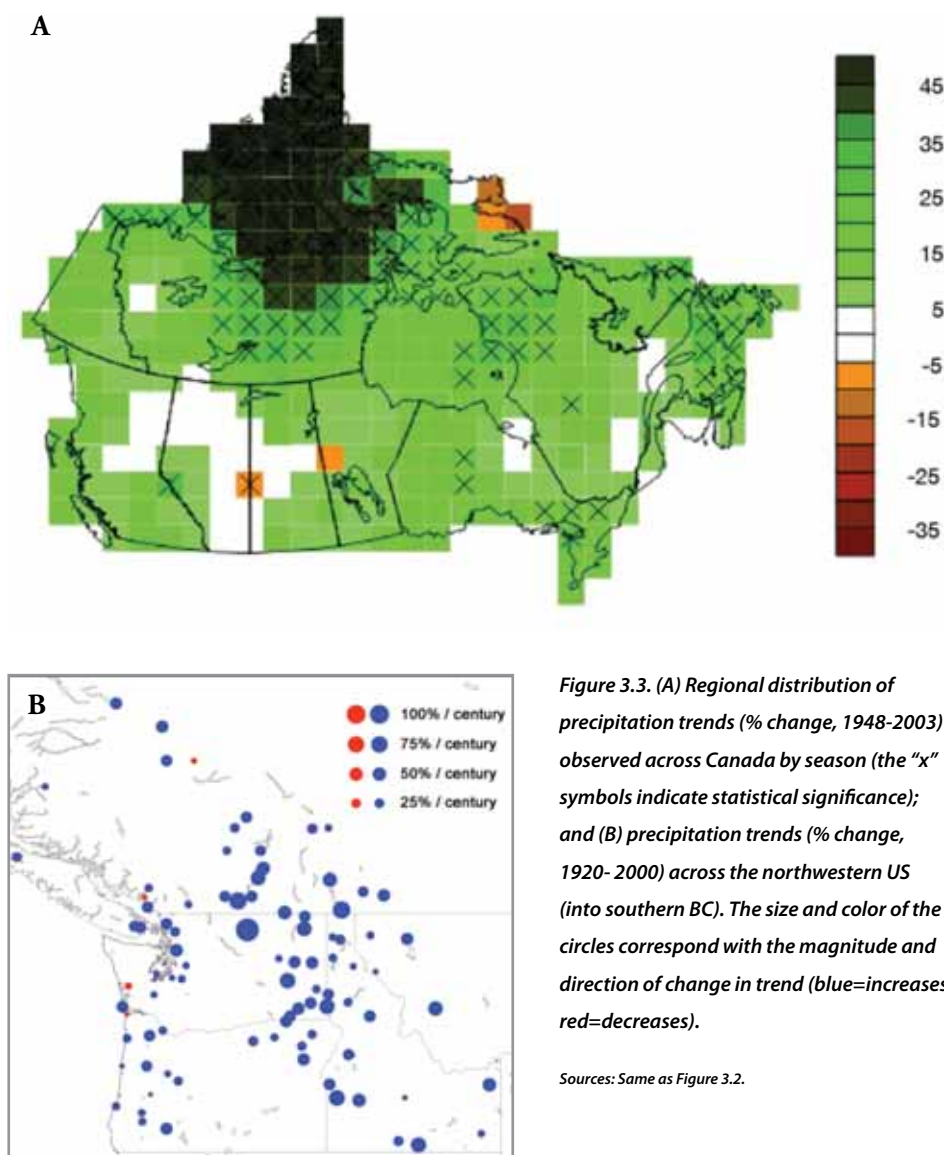 A
45
35
25
15
5
-5
-15
-25
-35
B
100% / century
75% / century
50% / century
25% / century
Figure 3.3. (A) Regional distribution of
precipitation trends (% change, 1948-2003)
observed across Canada by season (the “x”
symbols indicate statistical significance);
and (B) precipitation trends (% change,
1920- 2000) across the northwestern US
(into southern BC). The size and color of the
circles correspond with the magnitude and
direction of change in trend (blue=increases
red=decreases).
Sources: Same as Figure 3.2.